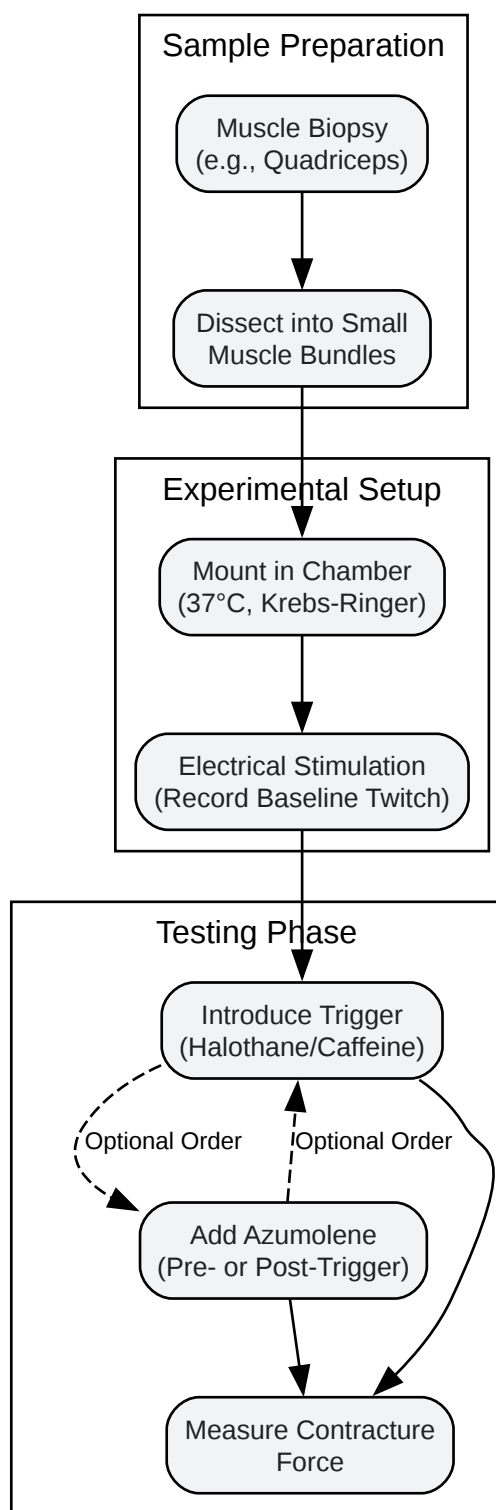 Sample Preparation
Muscle Biopsy
(e.g., Quadriceps)
Dissect into Small
Muscle Bundles
Experimental Setup
Mount in Chamber
(37°C, Krebs-Ringer)
Electrical Stimulation
(Record Baseline Twitch)
Testing Phase
Introduce Trigger
(Halothane/Caffeine)
Optional Order
Optional Order
Add Azumolene
(Pre- or Post-Trigger)
Measure Contracture
Force